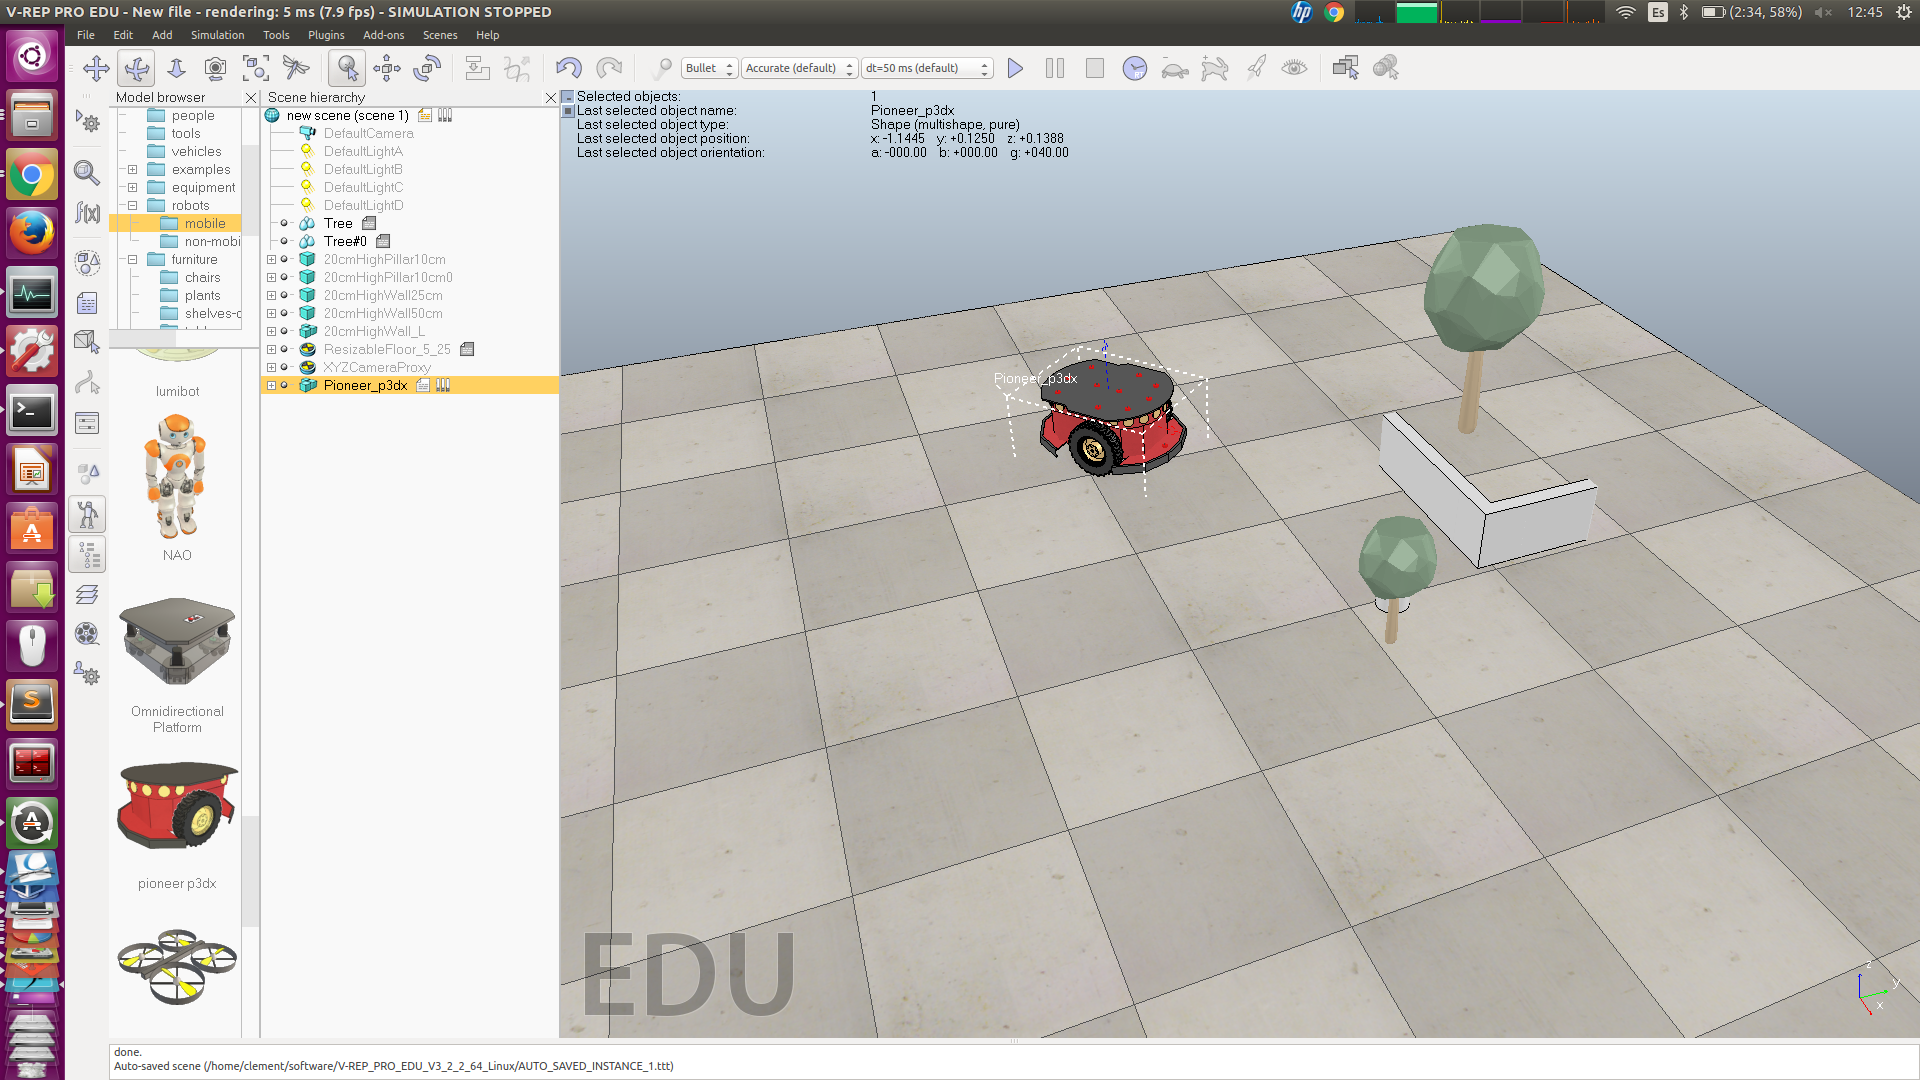 V-REP PRO EDU - New file - rendering: 5 ms (7.9 fps) - SIMULATION STOPPED
Es
(2:34, 58%)
12:45
File Edit Add Simulation Tools Plugins Add-ons Scenes Help
Bullet
Accurate (default)
dt=50 ms (default)
RT
Model browser
people
tools
vehicles
examples
equipment
robots
mobile
non-mobi
furniture
chairs
plants
shelves-c
lumibot
NAO
Omnidirectional
Platform
pioneer p3dx
f(x)
Scene hierarchy
new scene (scene 1)
DefaultCamera
DefaultLightA
DefaultLightB
DefaultLightC
DefaultLightD
Tree
Tree#0
20cmHighPillar10cm
20cmHighPillar10cm0
20cmHighWall25cm
20cmHighWall50cm
20cmHighWall_L
ResizableFloor_5_25
XYZCameraProxy
Pioneer_p3dx
Selected objects: 1
Last selected object name: Pioneer_p3dx
Last selected object type: Shape (multishape, pure)
Last selected object position: x: -1.1445 y: +0.1250 z: +0.1388
Last selected object orientation: a: -000.00 b: +000.00 g: +040.00
Pioneer_p3dx
EDU
z
y
x
done.
Auto-saved scene (/home/clement/software/V-REP_PRO_EDU_V3_2_2_64_Linux/AUTO_SAVED_INSTANCE_1.ttt)